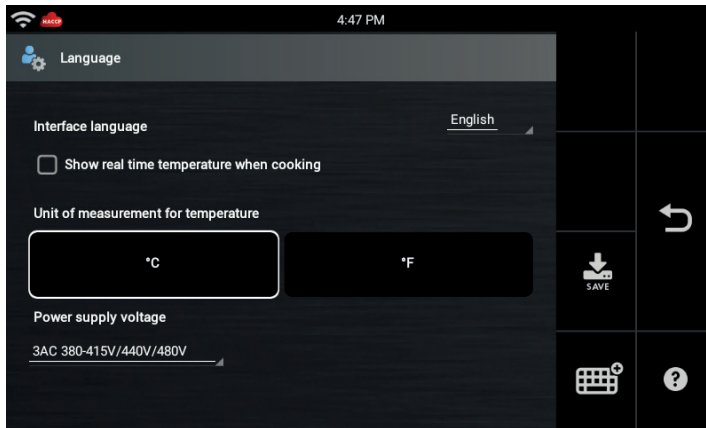 HACCP
4:47 PM
Language
Interface language
English
Show real time temperature when cooking
Unit of measurement for temperature
°C
°F
SAVE
Power supply voltage
3AC 380-415V/440V/480V
?